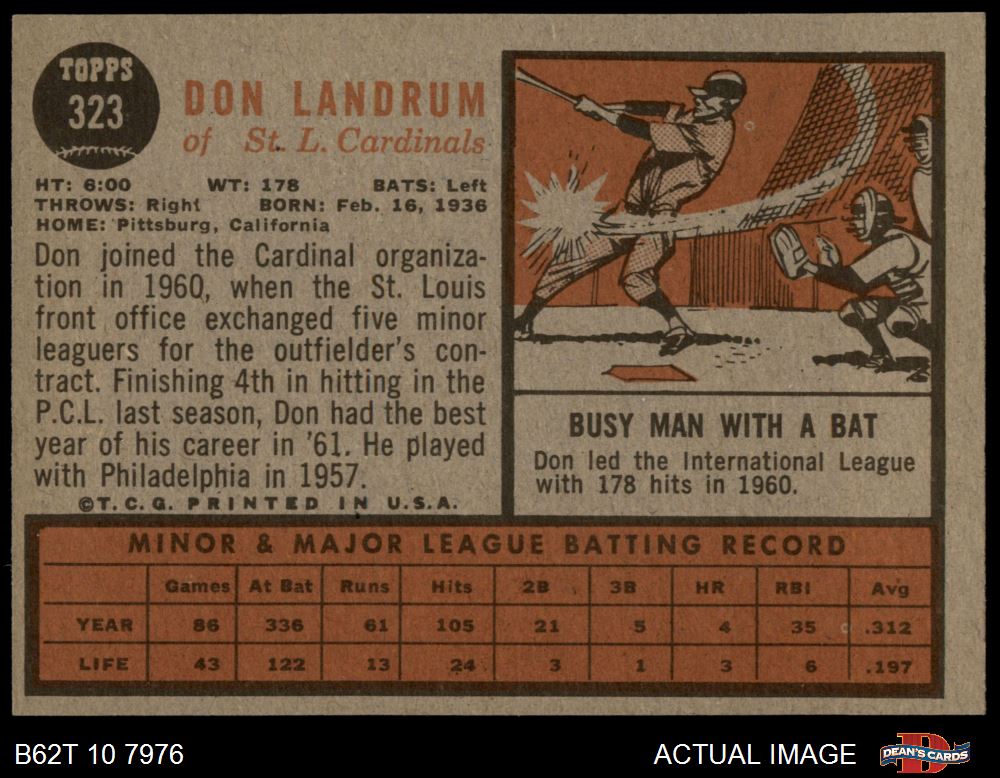 TOPPS
323
DON LANDRUM
of St. L. Cardinals
HT: 6:00 WT: 178 BATS: Left
THROWS: Right BORN: Feb. 16, 1936
HOME: Pittsburg, California
Don joined the Cardinal organiza-
tion in 1960, when the St. Louis
front office exchanged five minor
leaguers for the outfielder's con-
tract. Finishing 4th in hitting in the
P.C.L. last season, Don had the best
year of his career in '61. He played
with Philadelphia in 1957.
©T.C.G. PRINTED IN U.S.A.
BUSY MAN WITH A BAT
Don led the International League
with 178 hits in 1960.
MINOR & MAJOR LEAGUE BATTING RECORD
Games At Bat Runs Hits 2B 3B HR RBI Avg
YEAR 86 336 61 105 21 5 4 35 .312
LIFE 43 122 13 24 3 1 3 6 .197
B62T 10 7976
ACTUAL IMAGE
DEAN'S CARDS